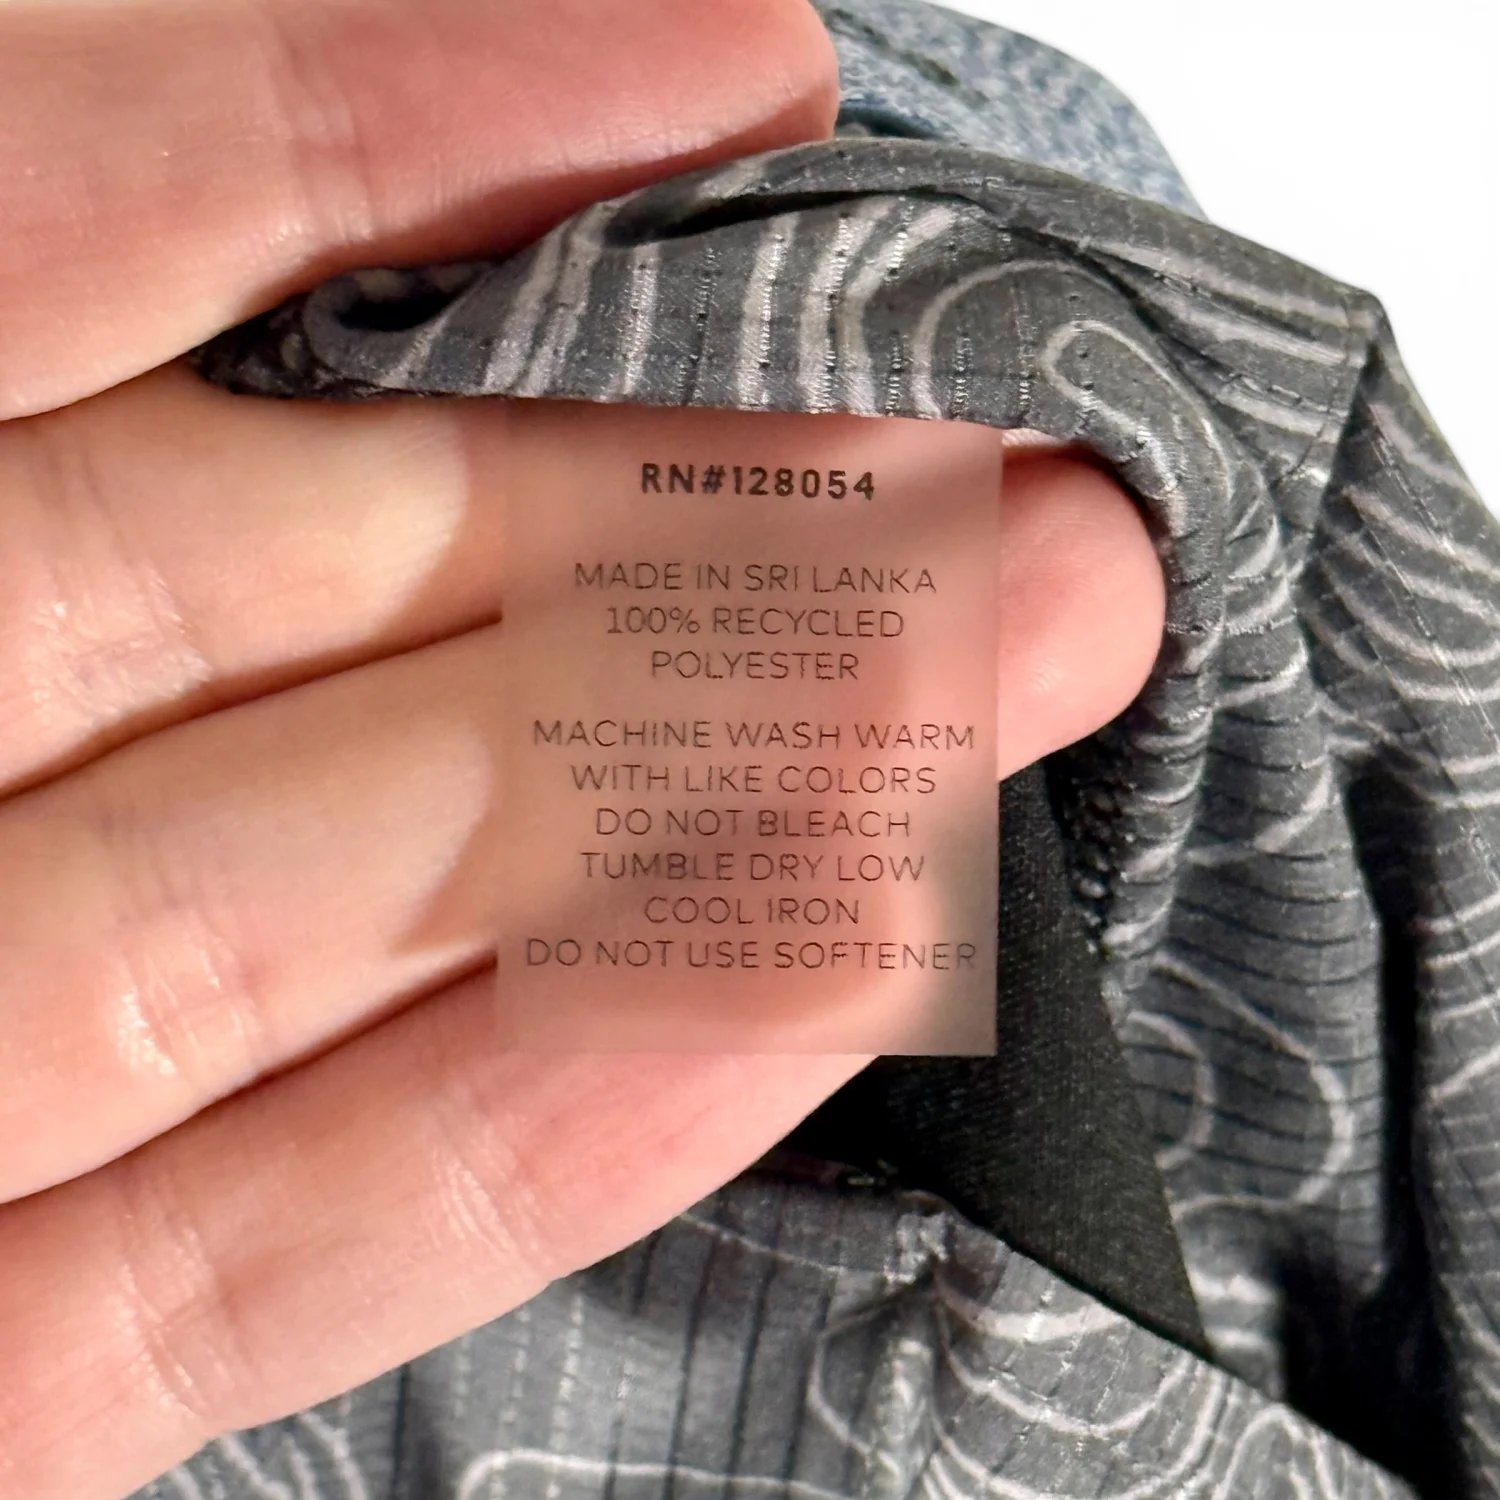 RN#128054
MADE IN SRI LANKA
100% RECYCLED
POLYESTER
MACHINE WASH WARM
WITH LIKE COLORS
DO NOT BLEACH
TUMBLE DRY LOW
COOL IRON
DO NOT USE SOFTENER